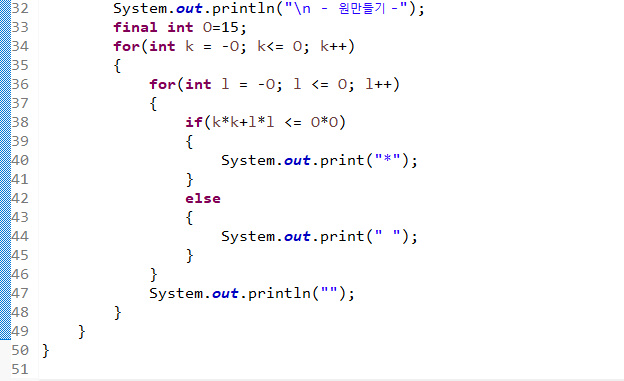 32 System.out.println("\n - 원만들기 -");
33 final int O=15;
34 for(int k = -O; k<= O; k++)
35 {
36 for(int l = -O; l <= O; l++)
37 {
38 if(k*k+l*l <= O*O)
39 {
40 System.out.print("*");
41 }
42 else
43 {
44 System.out.print(" ");
45 }
46 }
47 System.out.println("");
48 }
49 }
50 }
51